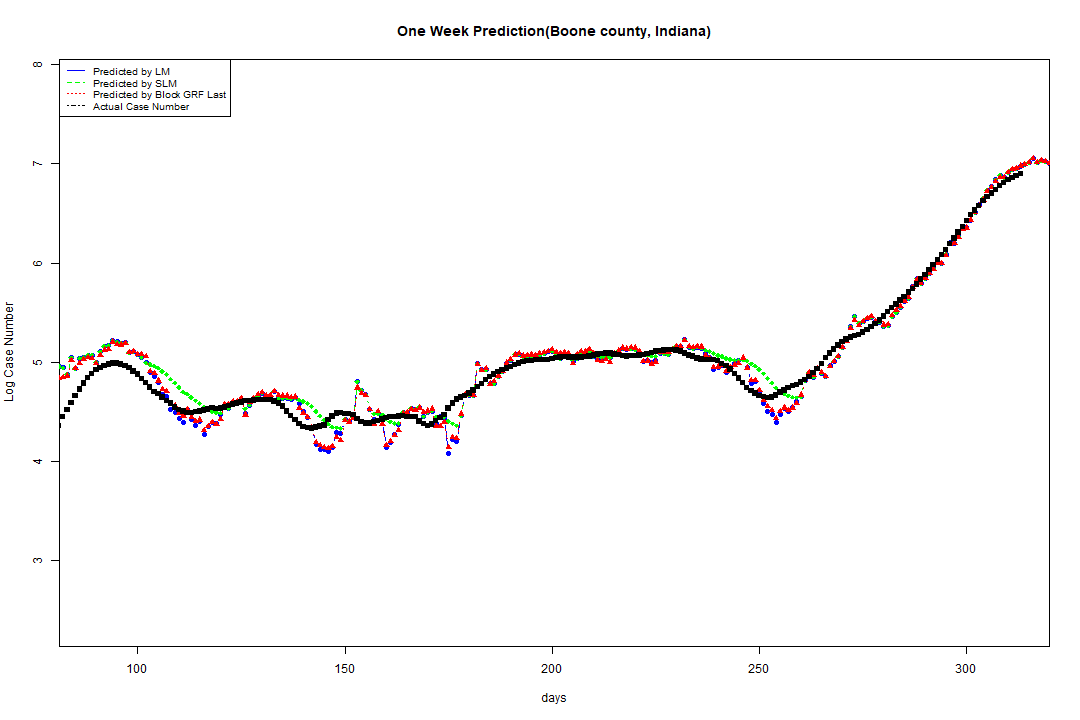 One Week Prediction(Boone county, Indiana)
Predicted by LM
Predicted by SLM
Predicted by Block GRF Last
Actual Case Number
8
7
6
5
4
3
Log Case Number
100 150 200 250 300
days